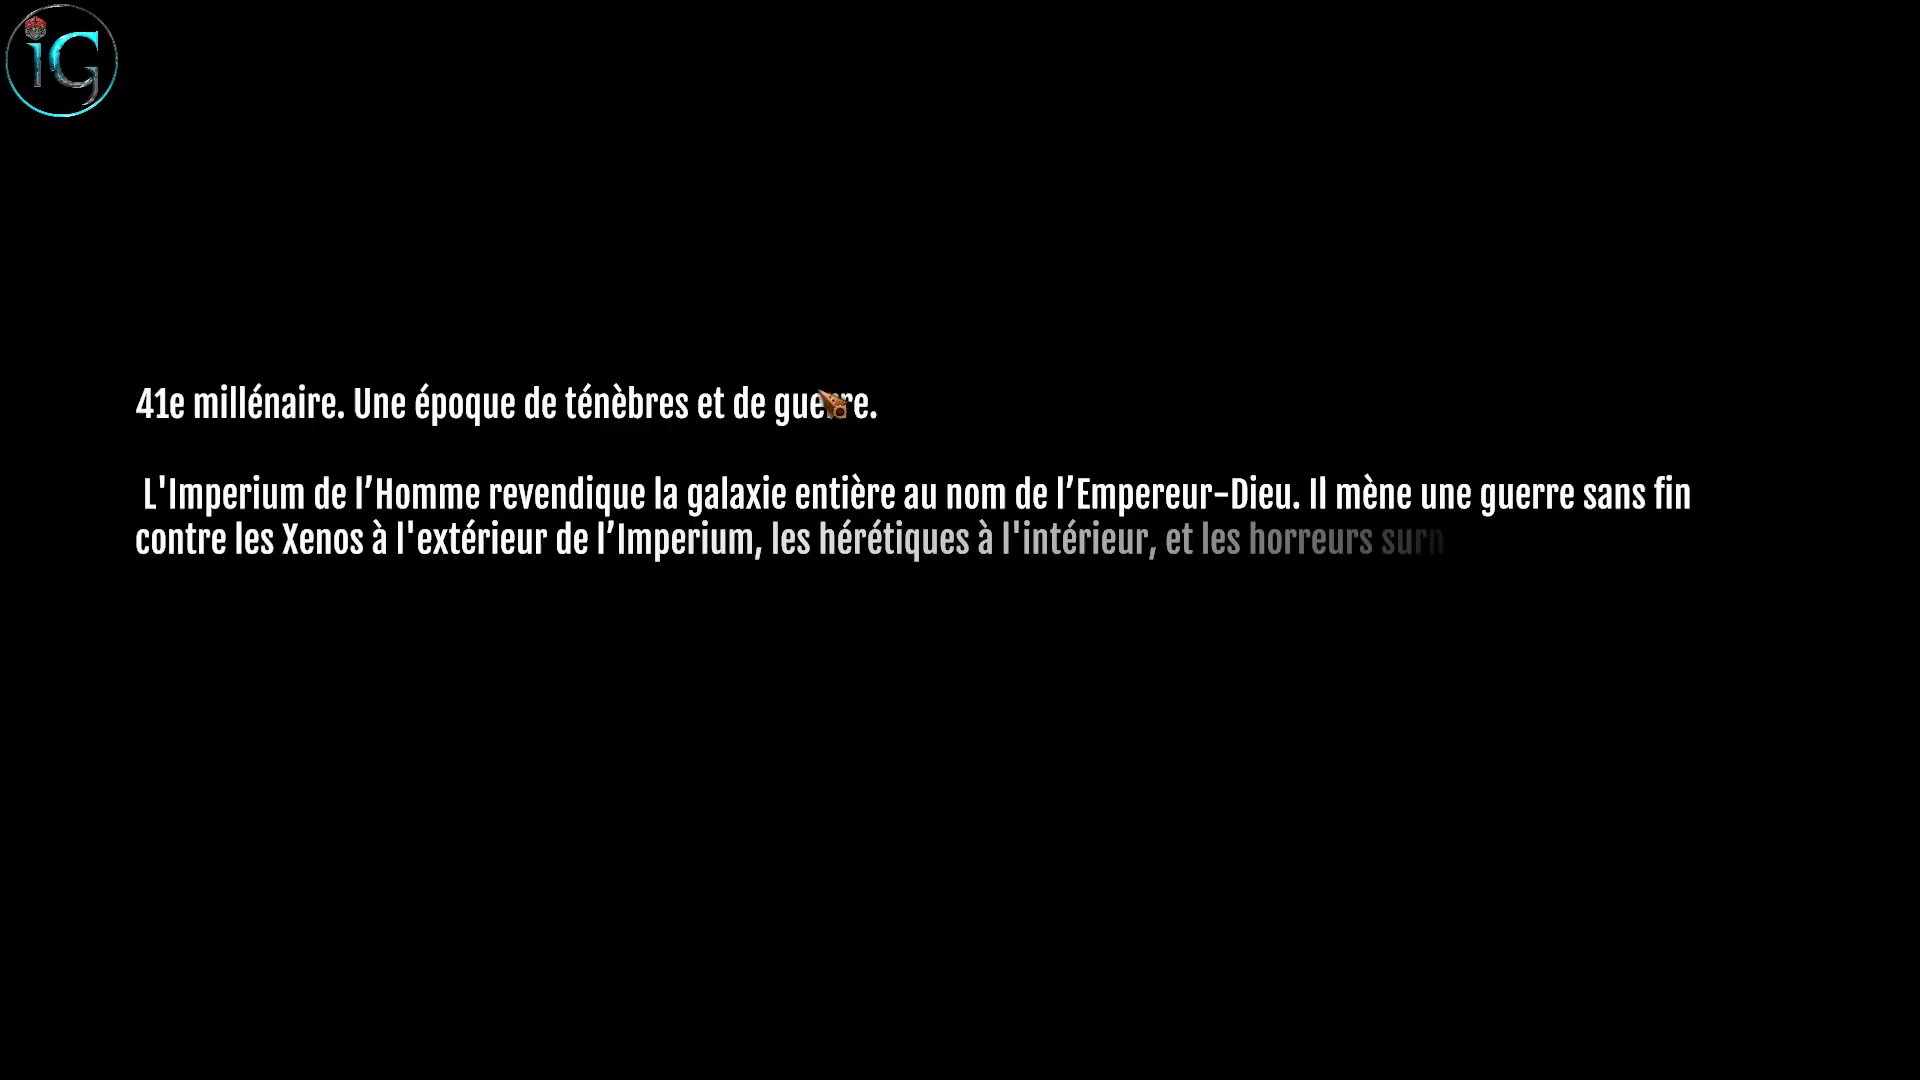 iG
41e millénaire. Une époque de ténèbres et de guerre.
L'Imperium de l’Homme revendique la galaxie entière au nom de l’Empereur-Dieu. Il mène une guerre sans fin
contre les Xenos à l'extérieur de l’Imperium, les hérétiques à l'intérieur, et les horreurs surn